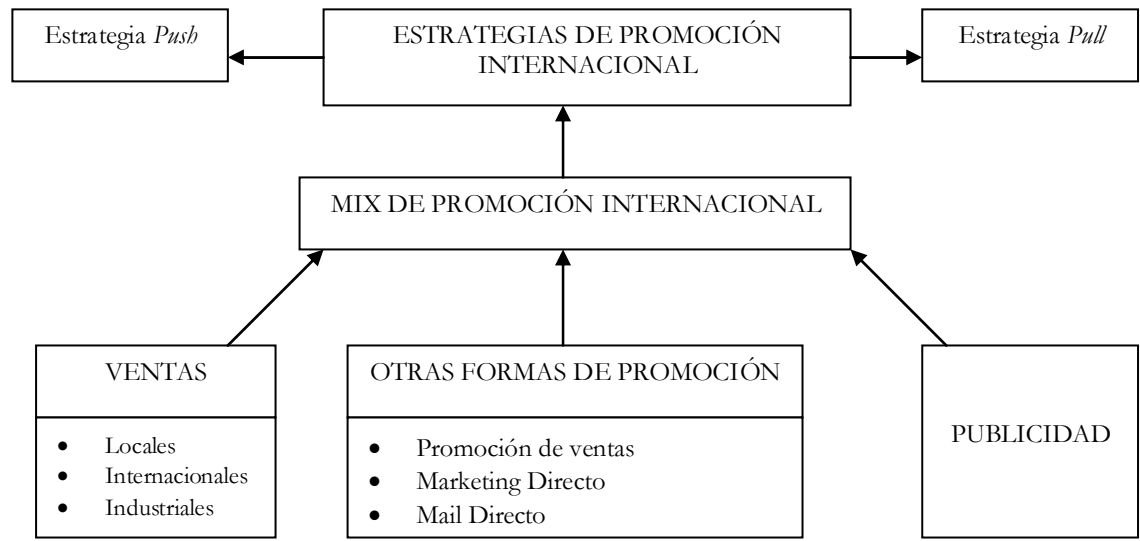 Estrategia Push
ESTRATEGIAS DE PROMOCIÓN
INTERNACIONAL
Estrategia Pull
MIX DE PROMOCIÓN INTERNACIONAL
VENTAS
• Locales
• Internacionales
• Industriales
OTRAS FORMAS DE PROMOCIÓN
• Promoción de ventas
• Marketing Directo
• Mail Directo
PUBLICIDAD